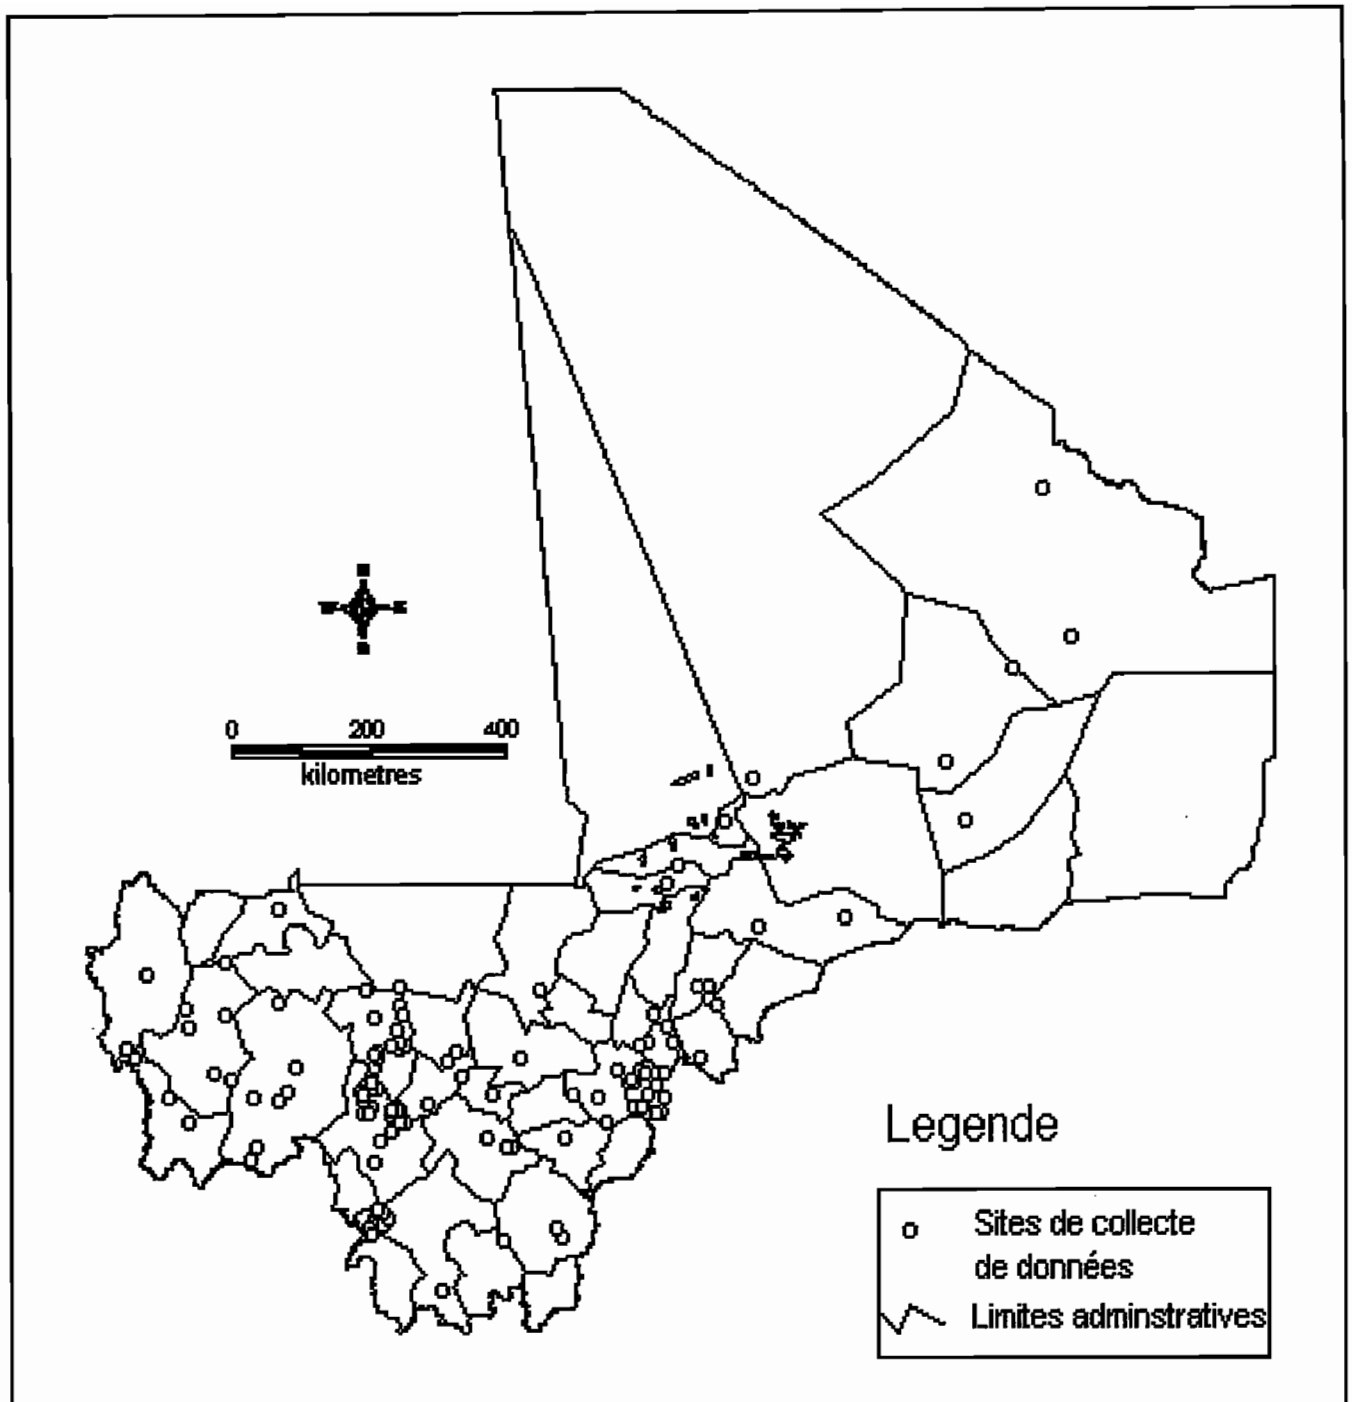 0 200 400
kilometres
Legende
Sites de collecte
de données
Limites adminstratives